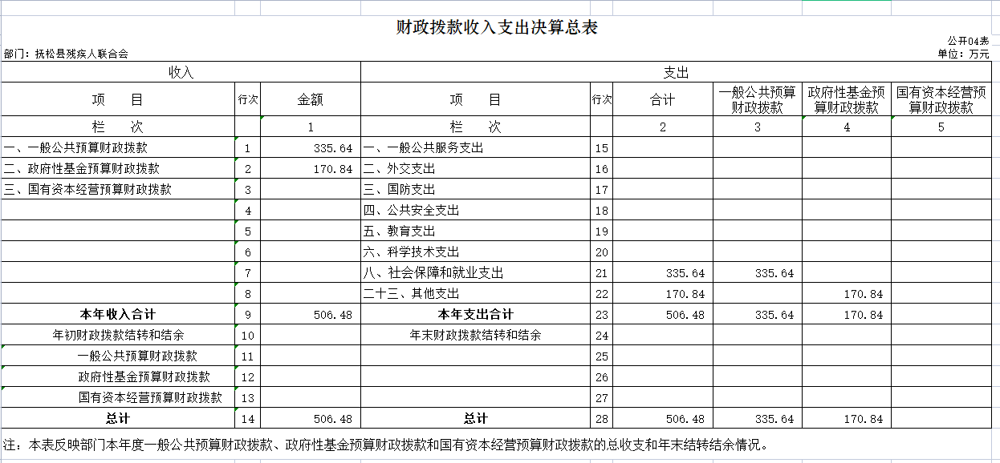 财政拨款收入支出决算总表
公开04表
部门：抚松县残疾人联合会 单位：万元
收入 支出
项 目 行次 金额 项 目 行次 合计 一般公共预算财政拨款 政府性基金预算财政拨款 国有资本经营预算财政拨款
栏 次 1 栏 次 2 3 4 5
一、一般公共预算财政拨款 1 335.64 一、一般公共服务支出 15
二、政府性基金预算财政拨款 2 170.84 二、外交支出 16
三、国有资本经营预算财政拨款 3 三、国防支出 17
4 四、公共安全支出 18
5 五、教育支出 19
6 六、科学技术支出 20
7 八、社会保障和就业支出 21 335.64 335.64
8 二十三、其他支出 22 170.84 170.84
本年收入合计 9 506.48 本年支出合计 23 506.48 335.64 170.84
年初财政拨款结转和结余 10 年末财政拨款结转和结余 24
一般公共预算财政拨款 11 25
政府性基金预算财政拨款 12 26
国有资本经营预算财政拨款 13 27
总计 14 506.48 总计 28 506.48 335.64 170.84
注：本表反映部门本年度一般公共预算财政拨款、政府性基金预算财政拨款和国有资本经营预算财政拨款的总收支和年末结转结余情况。